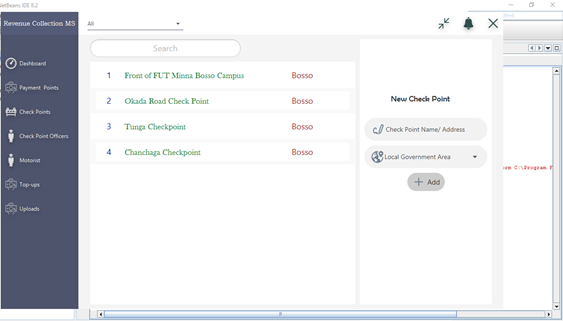 NetBeans IDE 8.2
Revenue Collection MS
All
Search
Dashboard
Payment Points
Check Points
Check Point Officers
Motorist
Top-ups
Uploads
1 Front of FUT Minna Bosso Campus Bosso
2 Okada Road Check Point Bosso
3 Tunga Checkpoint Bosso
4 Chanchaga Checkpoint Bosso
New Check Point
Check Point Name/ Address
Local Government Area
+ Add
orm C:\Program F